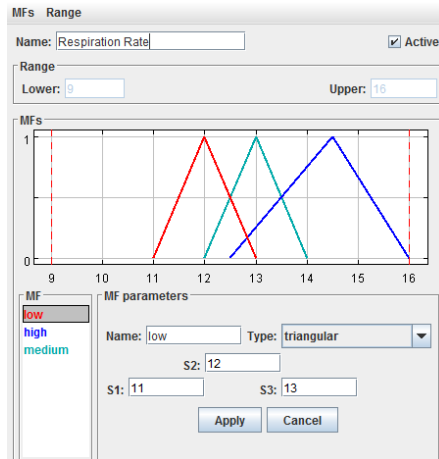 MFs Range
Name: Respiration Rate Active
Range
Lower: 9 Upper: 16
MFs
1
0
9 10 11 12 13 14 15 16
MF MF parameters
low
high
medium
Name: low Type: triangular
S2: 12
S1: 11 S3: 13
Apply Cancel